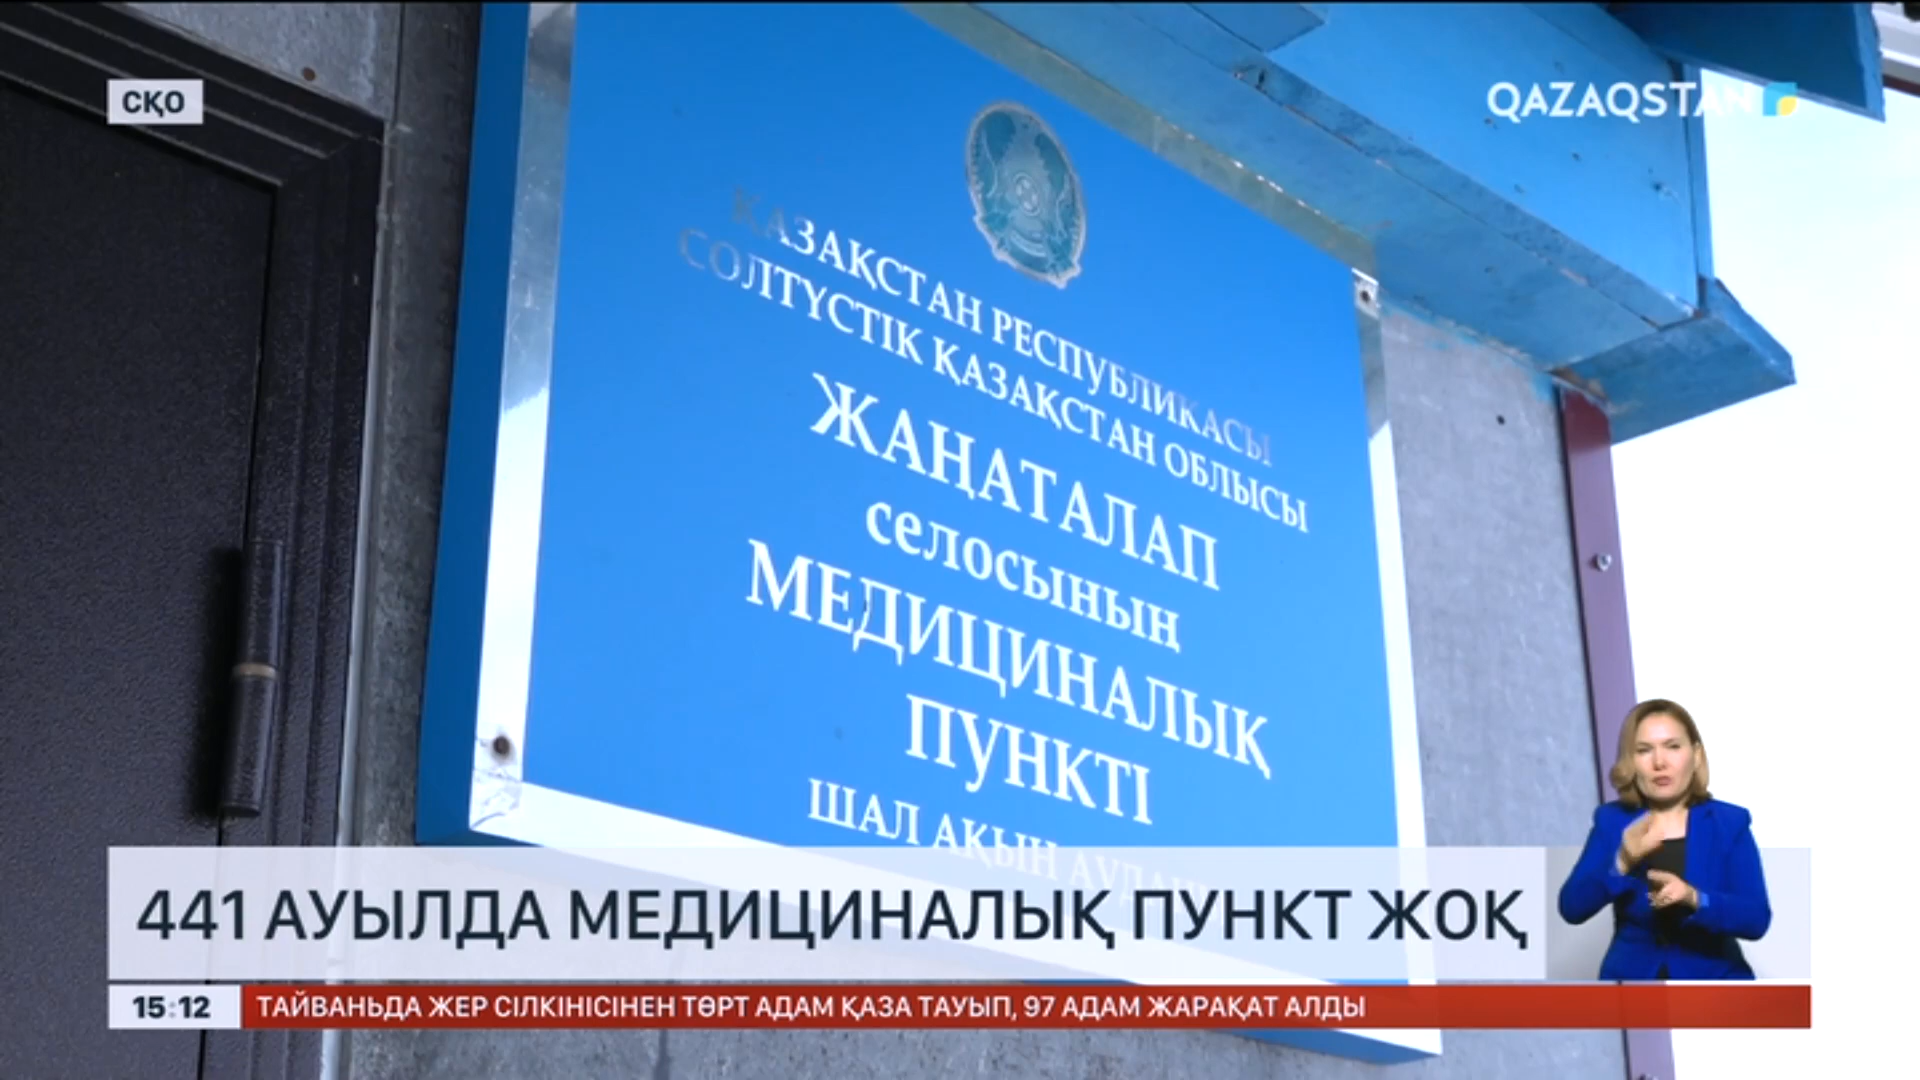 СҚО
QAZAQSTAN
ҚАЗАҚСТАН РЕСПУБЛИКАСЫ
СОЛТҮСТІК ҚАЗАҚСТАН ОБЛЫСЫ
ЖАҢАТАЛАП
селосының
МЕДИЦИНАЛЫҚ
ПУНКТІ
ШАЛ АҚЫН
441 АУЫЛДА МЕДИЦИНАЛЫҚ ПУНКТ ЖОҚ
15:12 ТАЙВАНЬДА ЖЕР СІЛКІНІСІНЕН ТӨРТ АДАМ ҚАЗА ТАУЫП, 97 АДАМ ЖАРАҚАТ АЛДЫ